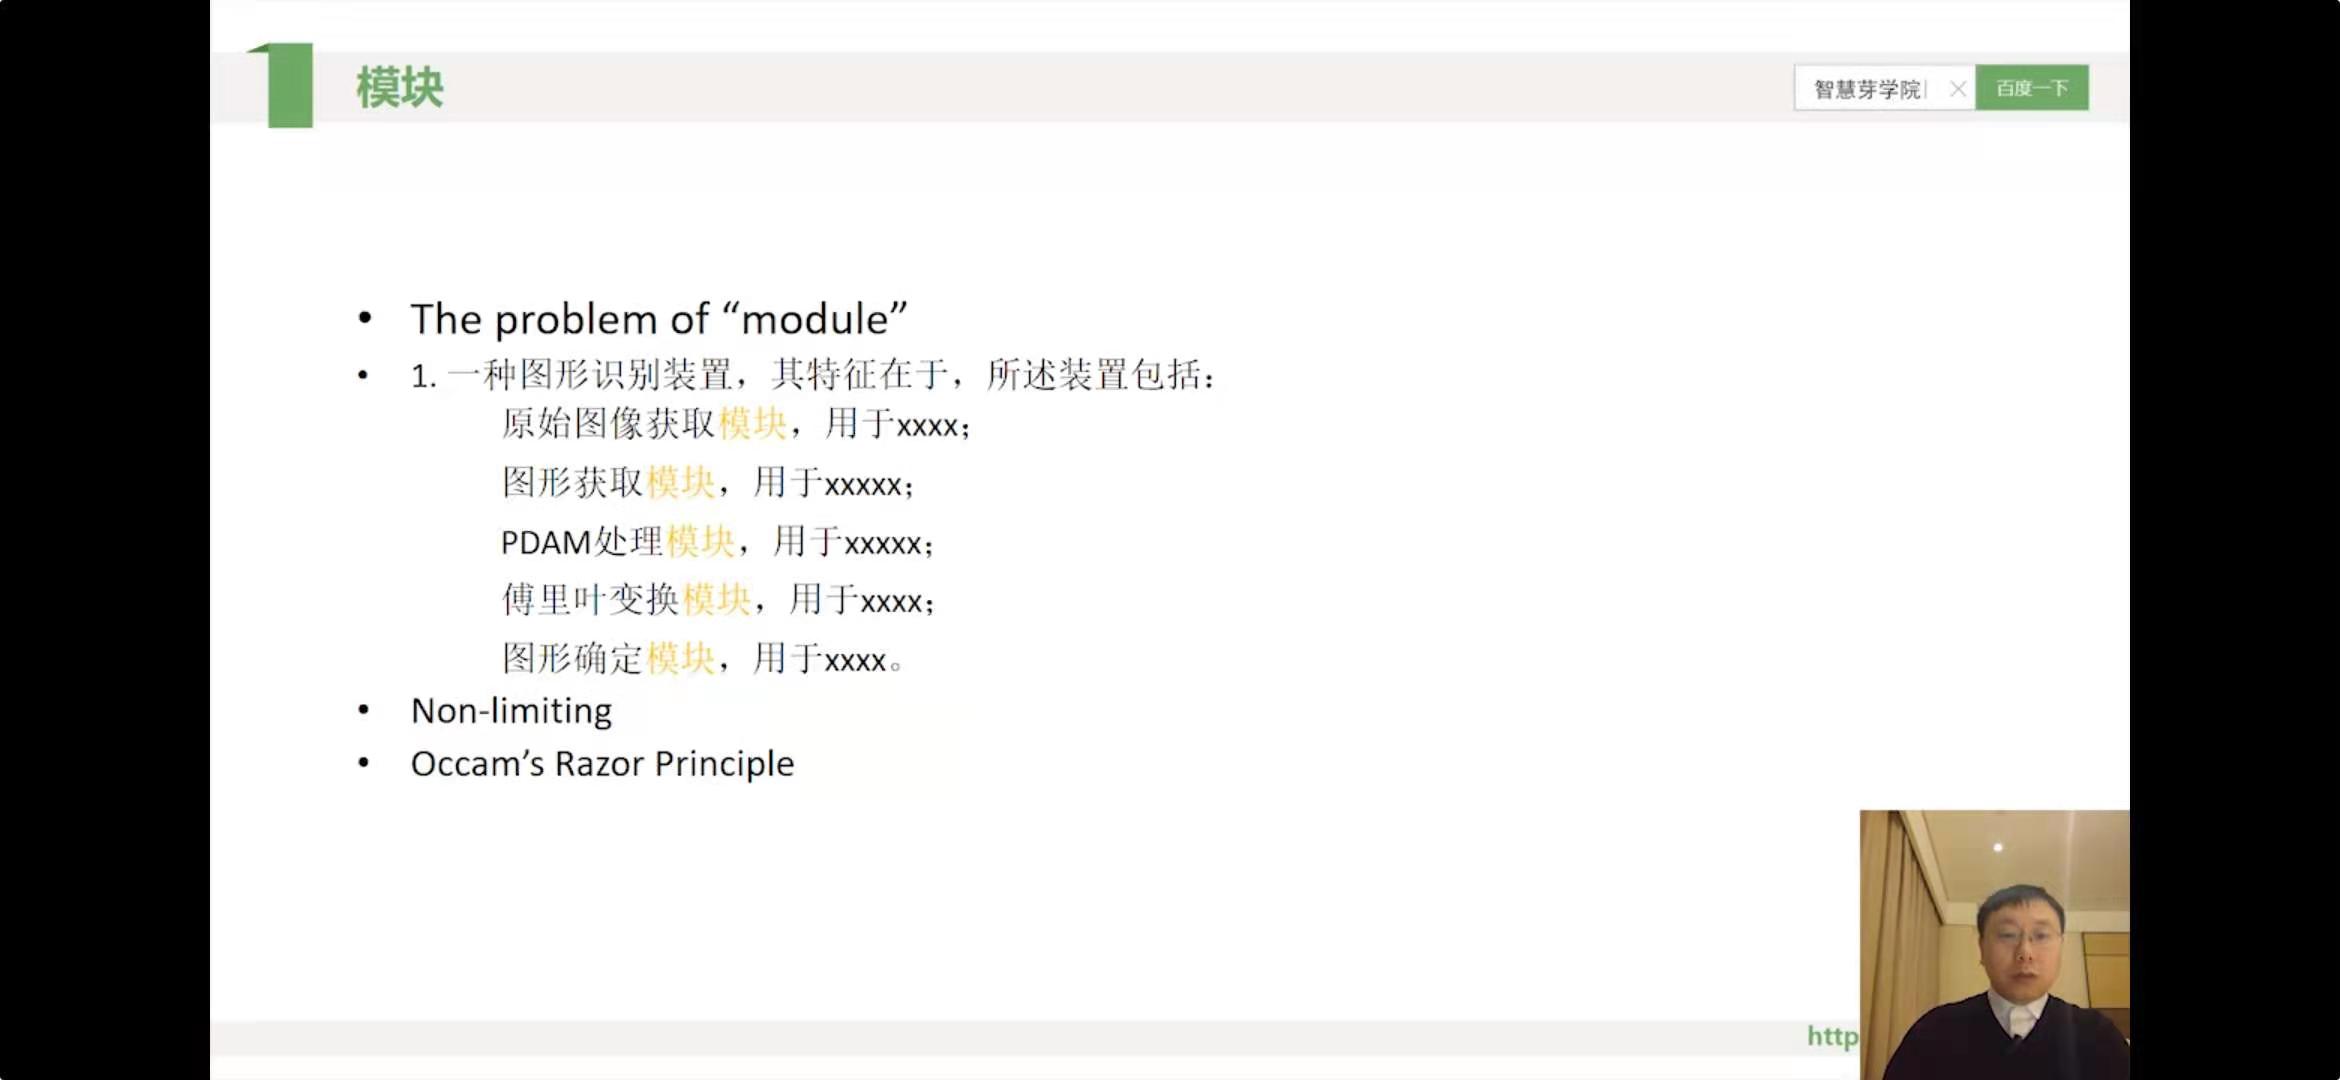 模块
智慧芽学院
百度一下
• The problem of “module”
• 1. 一种图形识别装置，其特征在于，所述装置包括：
原始图像获取模块，用于xxxx；
图形获取模块，用于xxxxx；
PDAM处理模块，用于xxxxx；
傅里叶变换模块，用于xxxx；
图形确定模块，用于xxxx。
• Non-limiting
• Occam’s Razor Principle
http